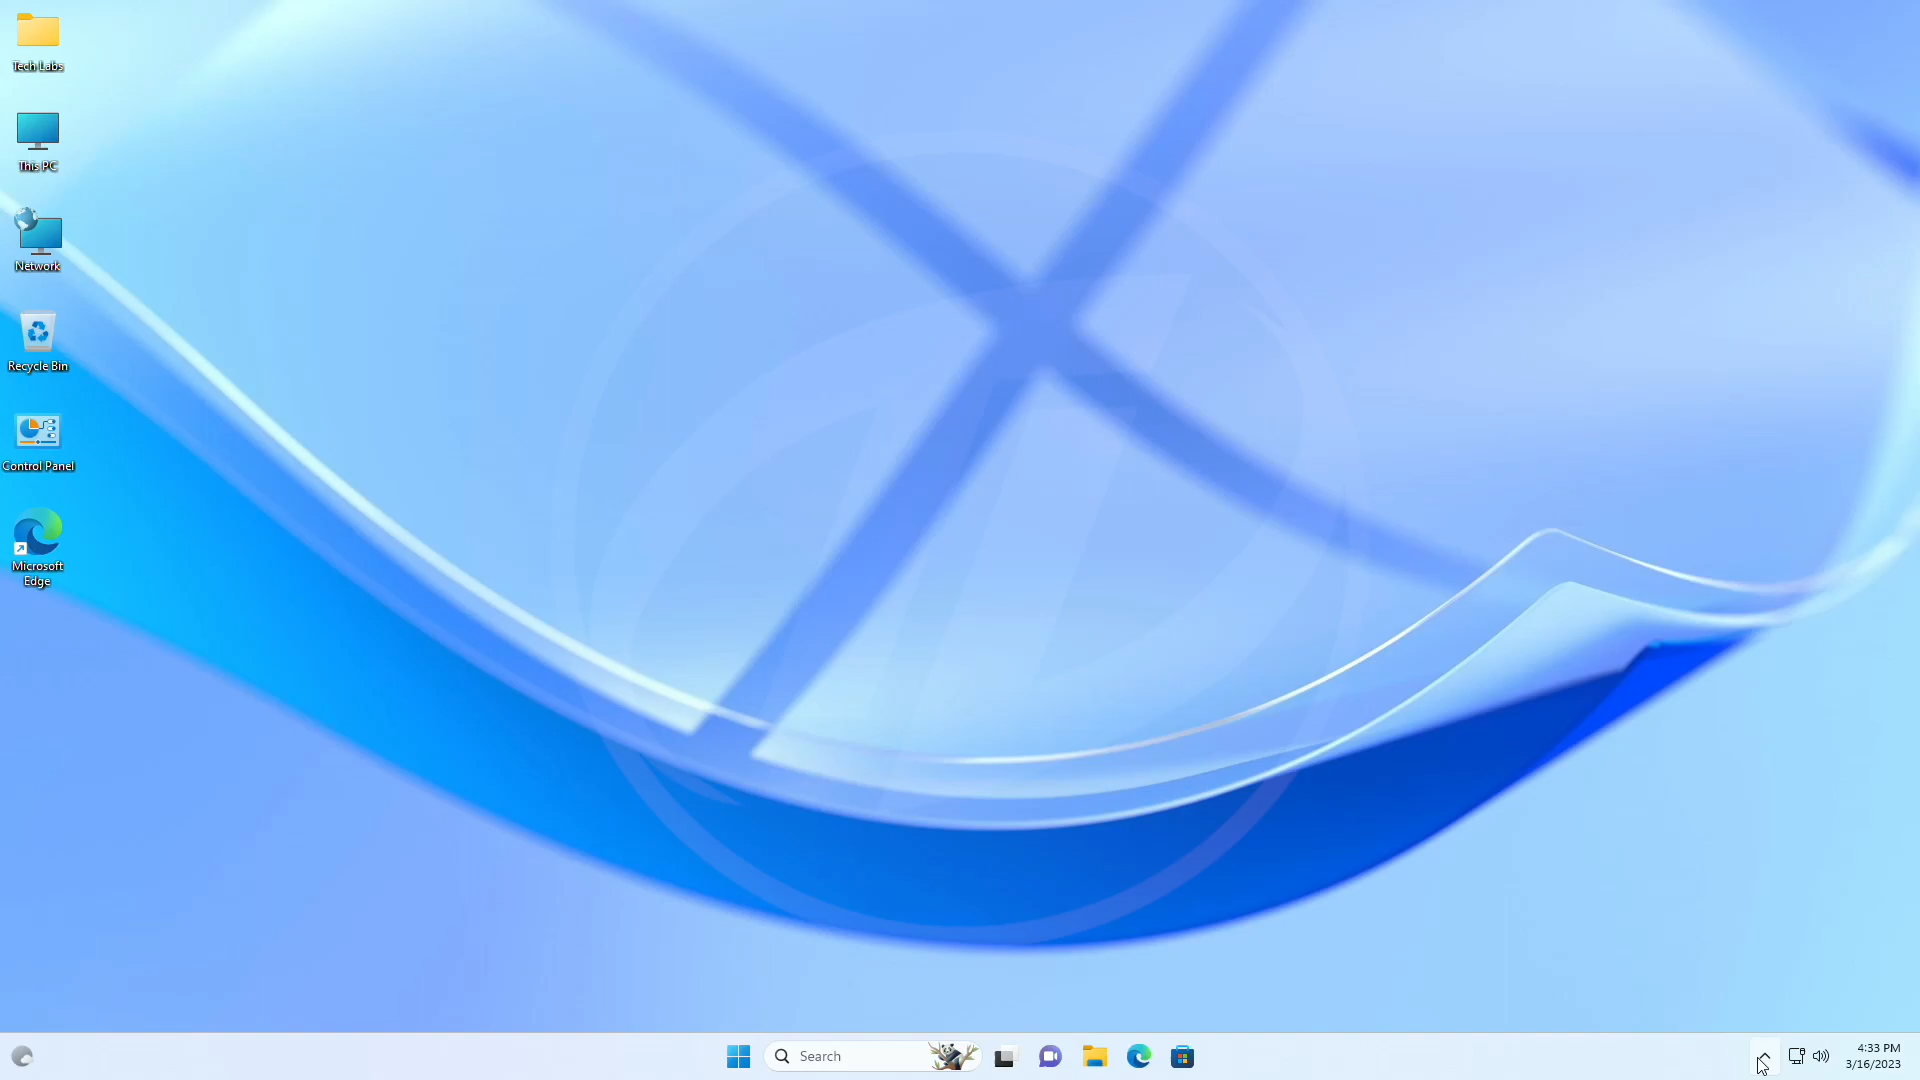 Tech Labs
This PC
Network
Recycle Bin
Control Panel
Microsoft
Edge
Search
4:33 PM
3/16/2023